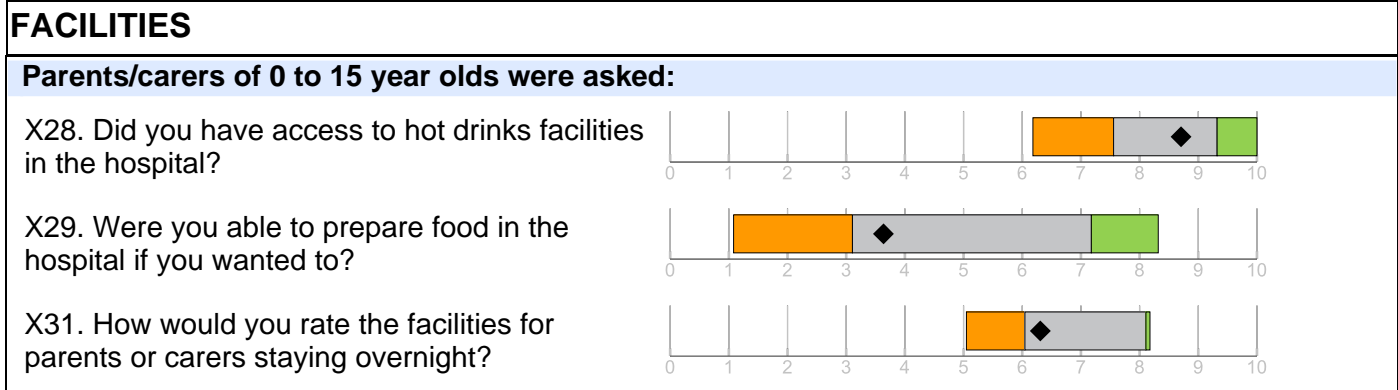 FACILITIES
Parents/carers of 0 to 15 year olds were asked:
X28. Did you have access to hot drinks facilities
in the hospital?
0 1 2 3 4 5 6 7 8 9 10
X29. Were you able to prepare food in the
hospital if you wanted to?
0 1 2 3 4 5 6 7 8 9 10
X31. How would you rate the facilities for
parents or carers staying overnight?
0 1 2 3 4 5 6 7 8 9 10